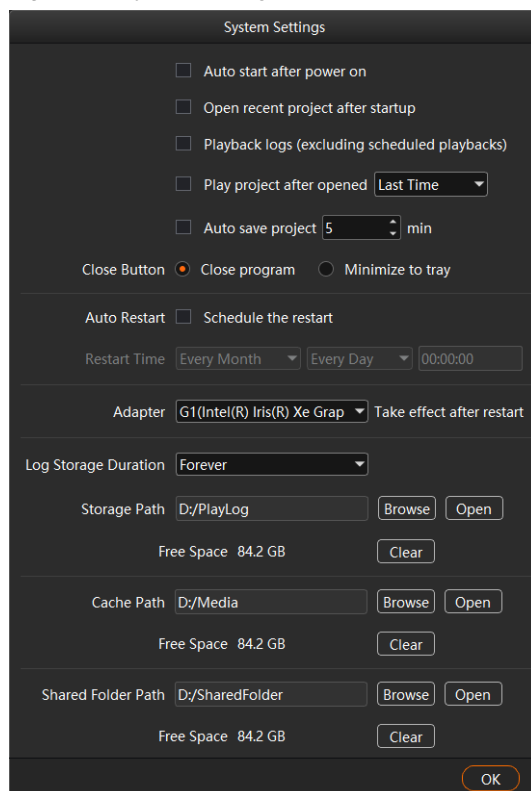 System Settings
Auto start after power on
Open recent project after startup
Playback logs (excluding scheduled playbacks)
Play project after opened Last Time
Auto save project 5 min
Close Button Close program Minimize to tray
Auto Restart Schedule the restart
Restart Time Every Month Every Day 00:00:00
Adapter G1(Intel(R) Iris(R) Xe Grap Take effect after restart
Log Storage Duration Forever
Storage Path D:/PlayLog Browse Open
Free Space 84.2 GB Clear
Cache Path D:/Media Browse Open
Free Space 84.2 GB Clear
Shared Folder Path D:/SharedFolder Browse Open
Free Space 84.2 GB Clear
OK